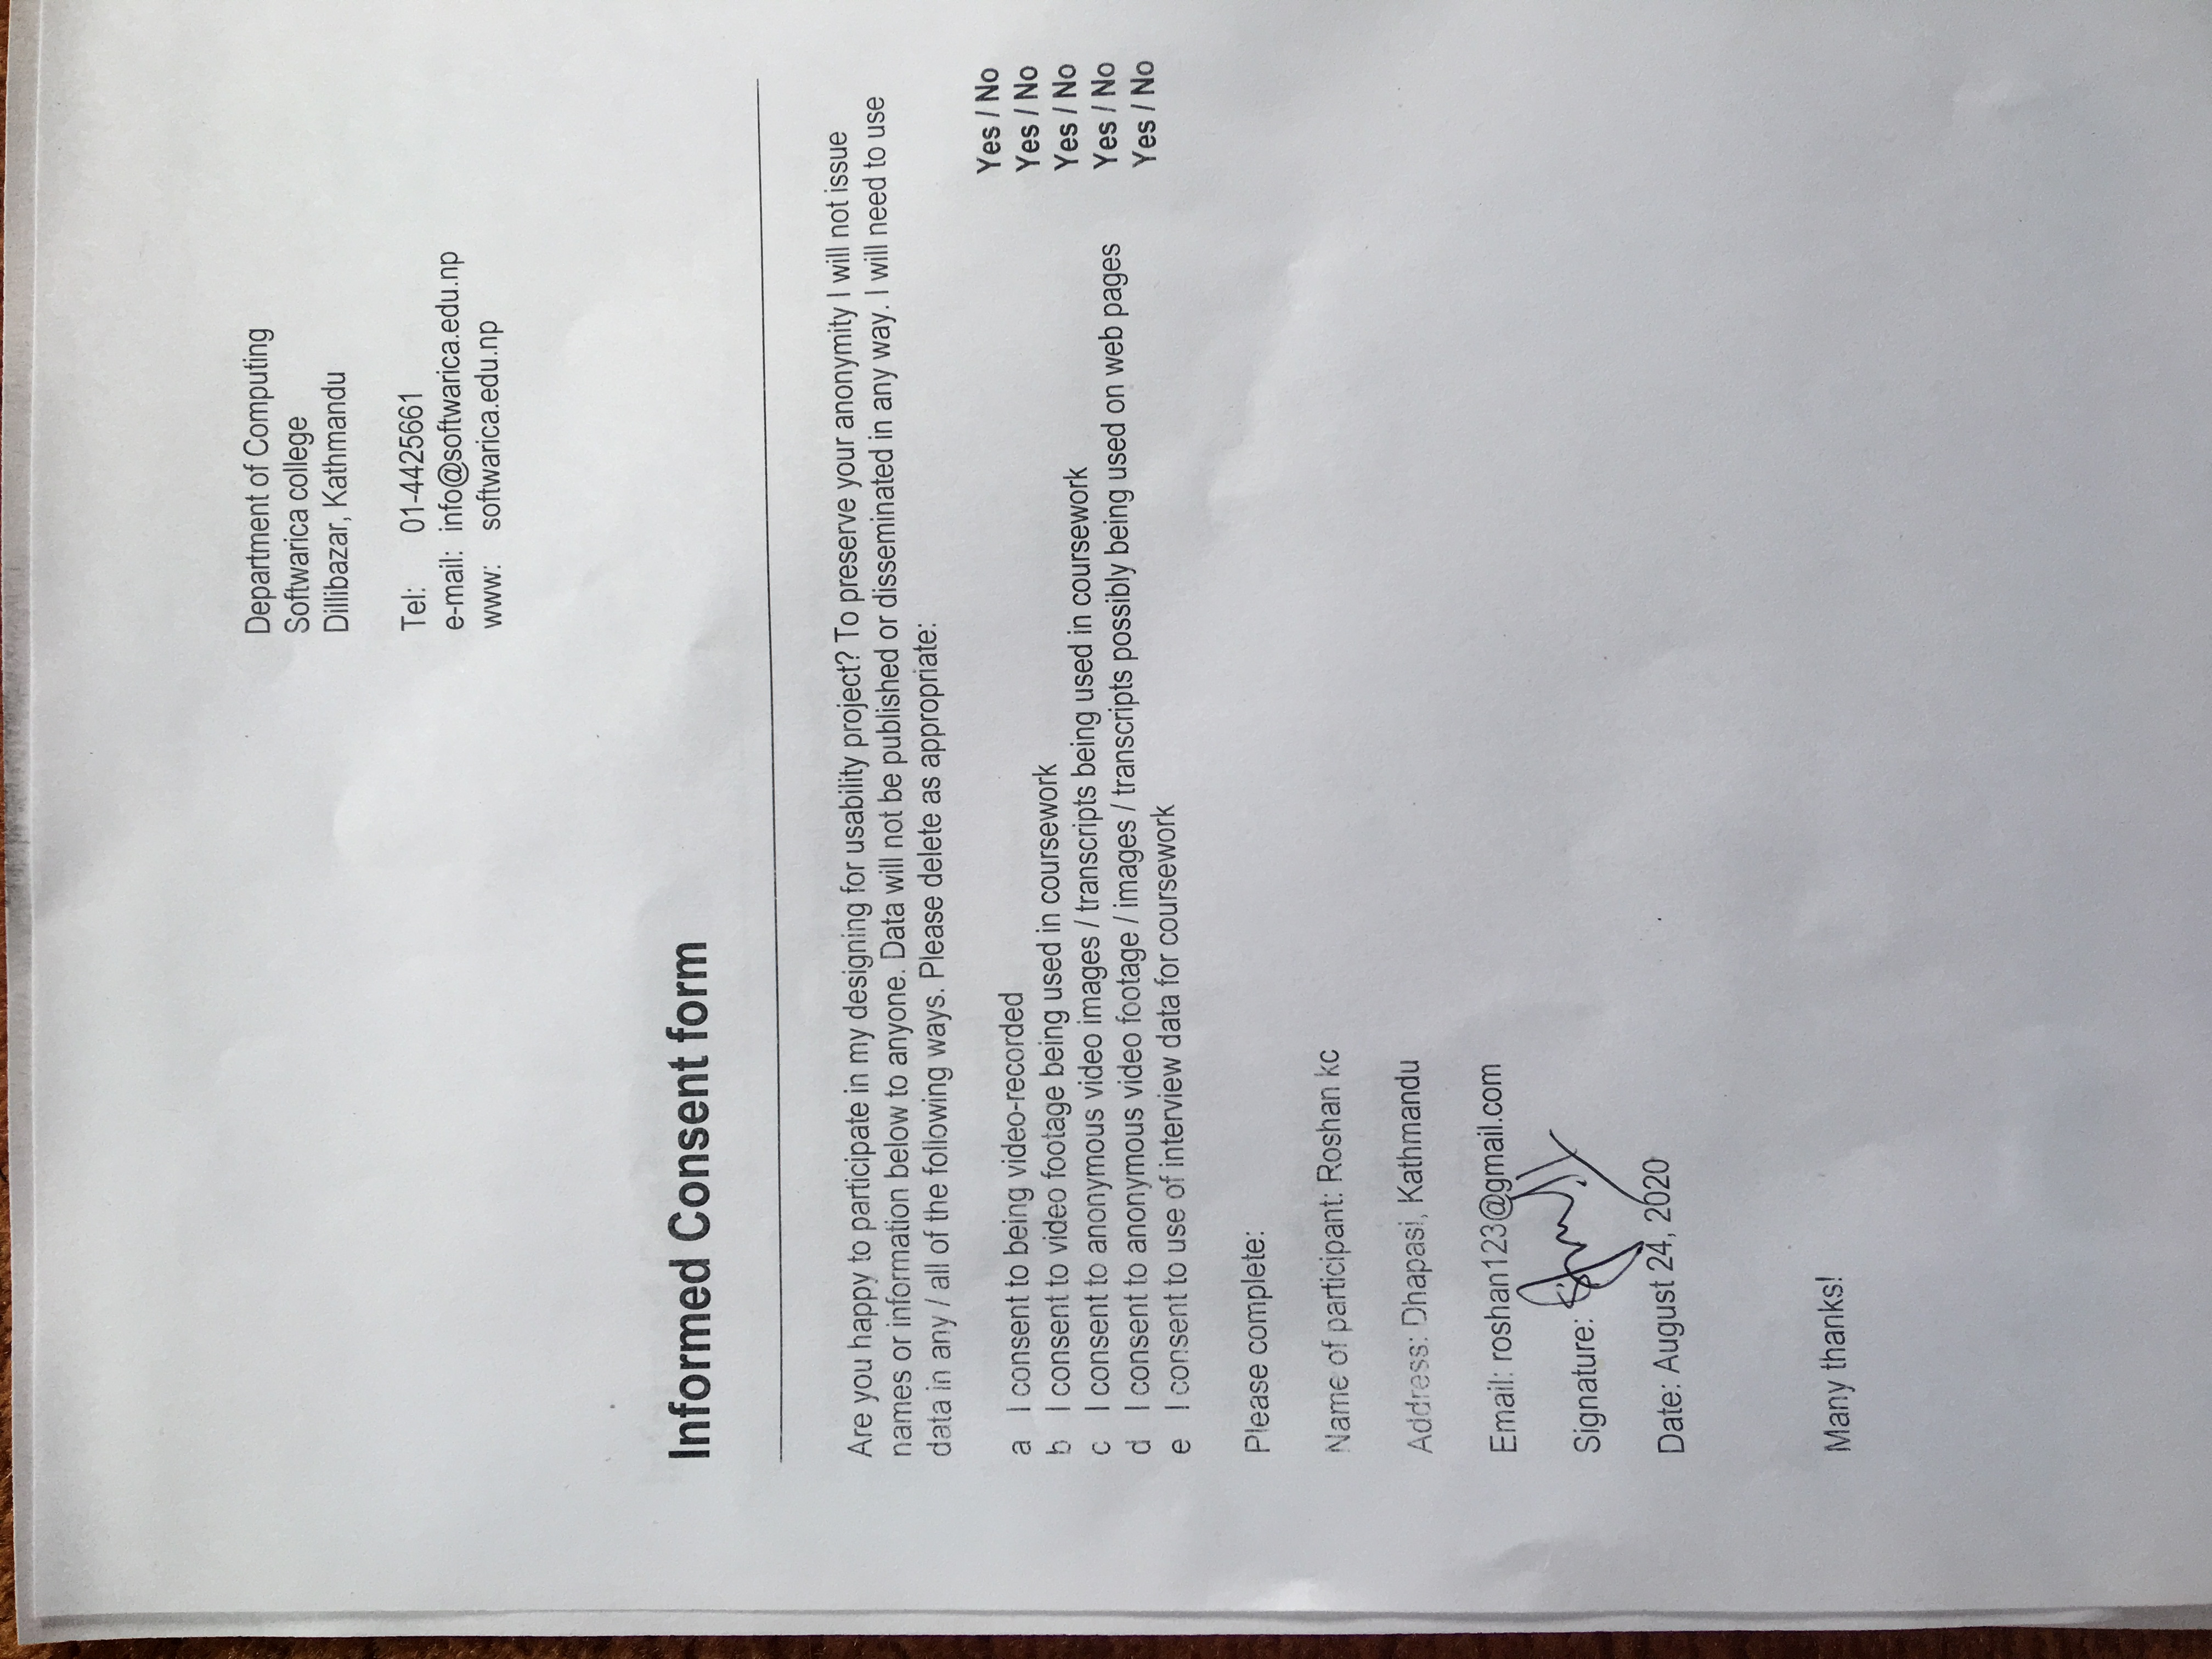 Department of Computing
Softwarica college
Dillibazar, Kathmandu
Tel: 01-4425661
e-mail: info@softwarica.edu.np
www: softwarica.edu.np
Informed Consent form
Are you happy to participate in my designing for usability project? To preserve your anonymity I will not issue
names or information below to anyone. Data will not be published or disseminated in any way. I will need to use
data in any / all of the following ways. Please delete as appropriate:
a I consent to being video-recorded Yes / No
b I consent to video footage being used in coursework Yes / No
c I consent to anonymous video images / transcripts being used in coursework Yes / No
d I consent to anonymous video footage / images / transcripts possibly being used on web pages Yes / No
e I consent to use of interview data for coursework Yes / No
Please complete:
Name of participant: Roshan kc
Address: Dhapasi, Kathmandu
Email: roshan123@gmail.com
Signature:
Date: August 24, 2020
Many thanks!